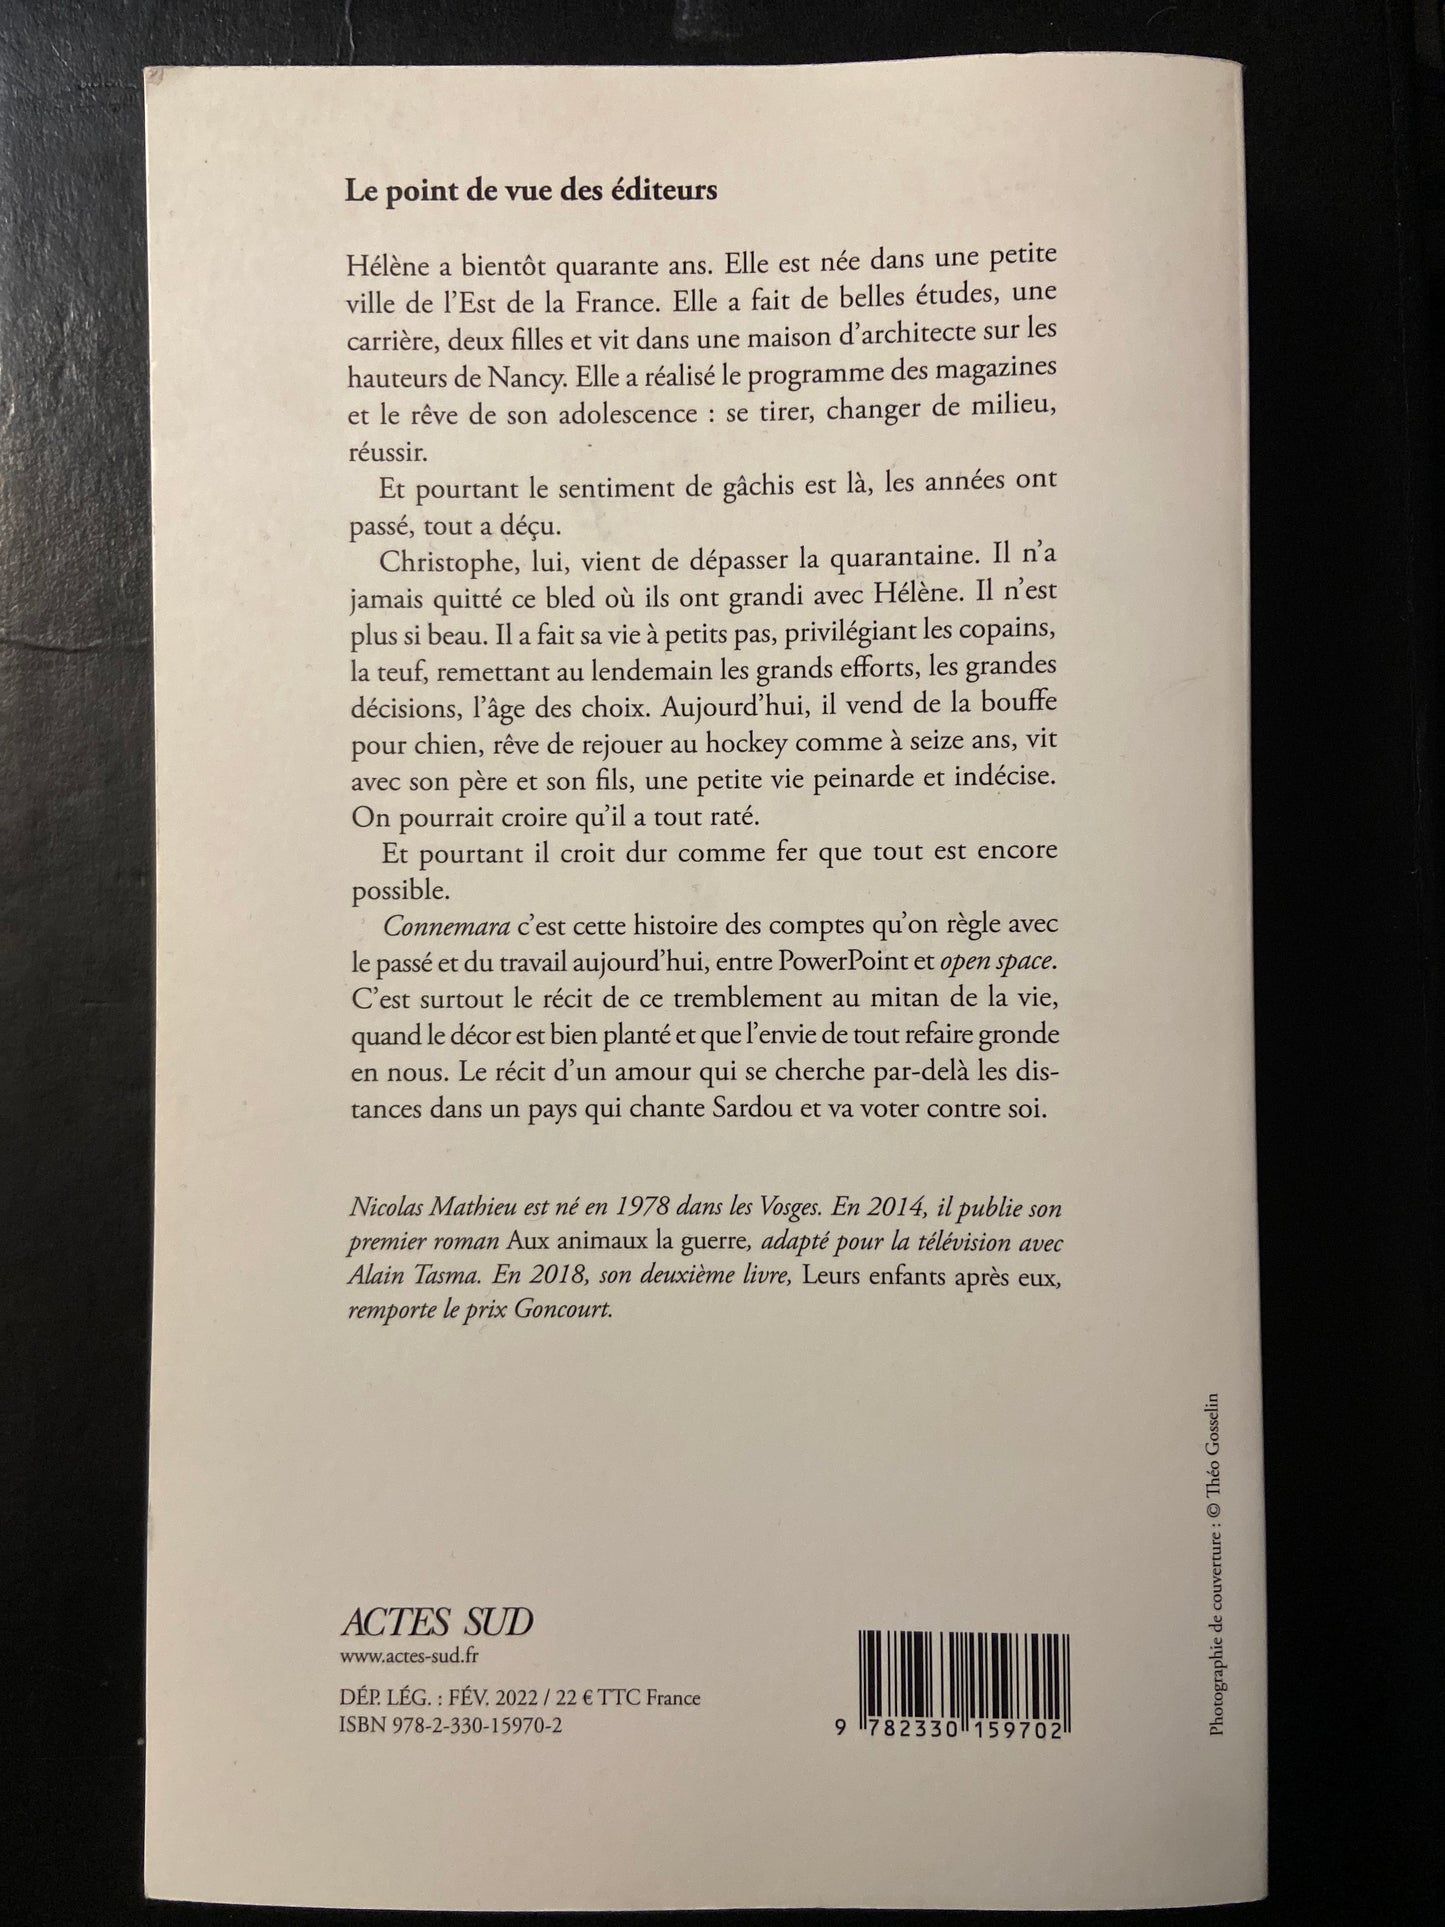 Le point de vue des éditeurs
Hélène a bientôt quarante ans. Elle est née dans une petite
ville de l'Est de la France. Elle a fait de belles études, une
carrière, deux filles et vit dans une maison d'architecte sur les
hauteurs de Nancy. Elle a réalisé le programme des magazines
et le rêve de son adolescence : se tirer, changer de milieu,
réussir.
Et pourtant le sentiment de gâchis est là, les années ont
passé, tout a déçu.
Christophe, lui, vient de dépasser la quarantaine. Il n'a
jamais quitté ce bled où ils ont grandi avec Hélène. Il n'est
plus si beau. Il a fait sa vie à petits pas, privilégiant les copains,
la teuf, remettant au lendemain les grands efforts, les grandes
décisions, l'âge des choix. Aujourd'hui, il vend de la bouffe
pour chien, rêve de rejouer au hockey comme à seize ans, vit
avec son père et son fils, une petite vie peinarde et indécise.
On pourrait croire qu'il a tout raté.
Et pourtant il croit dur comme fer que tout est encore
possible.
Connemara c'est cette histoire des comptes qu'on règle avec
le passé et du travail aujourd'hui, entre PowerPoint et open space.
C'est surtout le récit de ce tremblement au mitan de la vie,
quand le décor est bien planté et que l'envie de tout refaire gronde
en nous. Le récit d'un amour qui se cherche par-delà les dis-
tances dans un pays qui chante Sardou et va voter contre soi.
Nicolas Mathieu est né en 1978 dans les Vosges. En 2014, il publie son
premier roman Aux animaux la guerre, adapté pour la télévision avec
Alain Tasma. En 2018, son deuxième livre, Leurs enfants après eux,
remporte le prix Goncourt.
ACTES SUD
www.actes-sud.fr
DÉP. LÉG. : FÉV. 2022 / 22 € TTC France
ISBN 978-2-330-15970-2
9 782330 159702
Photographie de couverture : © Théo Gosselin